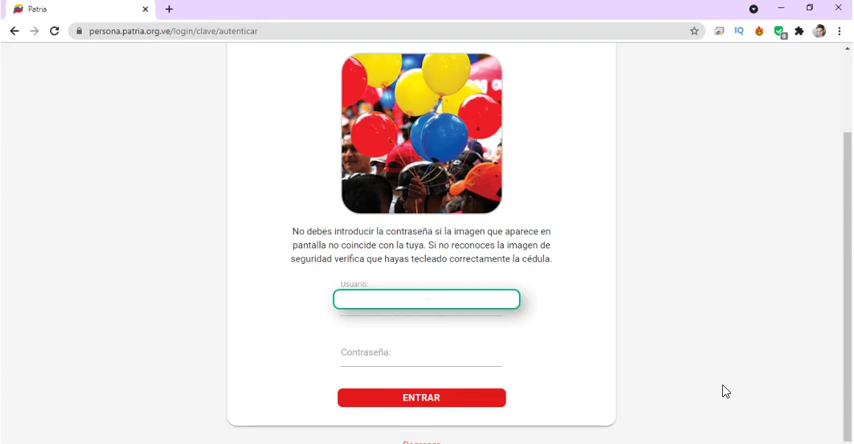 Patria
persona.patria.org.ve/login/clave/autenticar
No debes introducir la contraseña si la imagen que aparece en
pantalla no coincide con la tuya. Si no reconoces la imagen de
seguridad verifica que hayas tecleado correctamente la cédula.
Usuario:
Contraseña:
ENTRAR